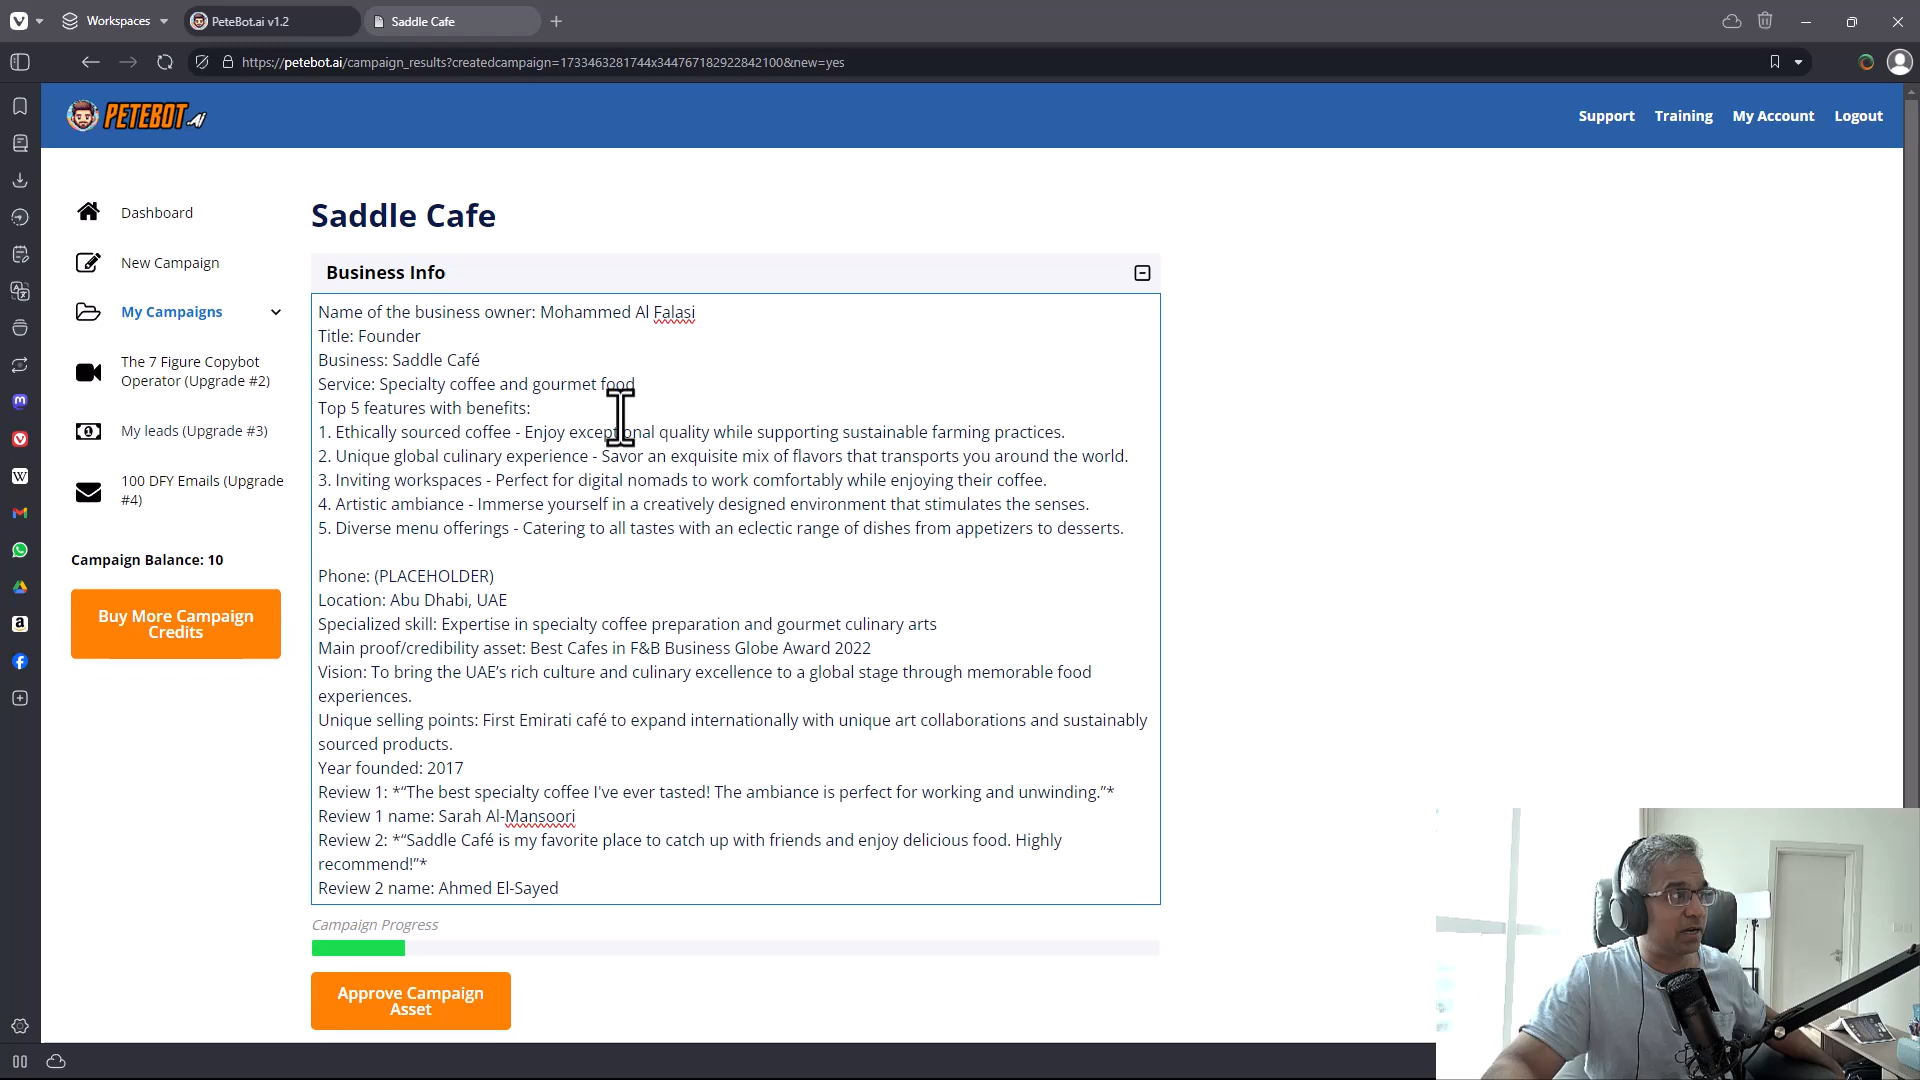 Workspaces
PeteBot.ai v1.2
Saddle Cafe
https://petebot.ai/campaign_results?createdcampaign=1733463281744x344767182922842100&new=yes
PETEBOT.Ai
Support
Training
My Account
Logout
Dashboard
New Campaign
My Campaigns
The 7 Figure Copybot
Operator (Upgrade #2)
My leads (Upgrade #3)
100 DFY Emails (Upgrade
#4)
Campaign Balance: 10
Buy More Campaign
Credits
Saddle Cafe
Business Info
Name of the business owner: Mohammed Al Falasi
Title: Founder
Business: Saddle Café
Service: Specialty coffee and gourmet food
Top 5 features with benefits:
1. Ethically sourced coffee - Enjoy exceptional quality while supporting sustainable farming practices.
2. Unique global culinary experience - Savor an exquisite mix of flavors that transports you around the world.
3. Inviting workspaces - Perfect for digital nomads to work comfortably while enjoying their coffee.
4. Artistic ambiance - Immerse yourself in a creatively designed environment that stimulates the senses.
5. Diverse menu offerings - Catering to all tastes with an eclectic range of dishes from appetizers to desserts.
Phone: (PLACEHOLDER)
Location: Abu Dhabi, UAE
Specialized skill: Expertise in specialty coffee preparation and gourmet culinary arts
Main proof/credibility asset: Best Cafes in F&B Business Globe Award 2022
Vision: To bring the UAE’s rich culture and culinary excellence to a global stage through memorable food
experiences.
Unique selling points: First Emirati café to expand internationally with unique art collaborations and sustainably
sourced products.
Year founded: 2017
Review 1: *“The best specialty coffee I've ever tasted! The ambiance is perfect for working and unwinding.”*
Review 1 name: Sarah Al-Mansoori
Review 2: *“Saddle Café is my favorite place to catch up with friends and enjoy delicious food. Highly
recommend!”*
Review 2 name: Ahmed El-Sayed
Campaign Progress
Approve Campaign
Asset